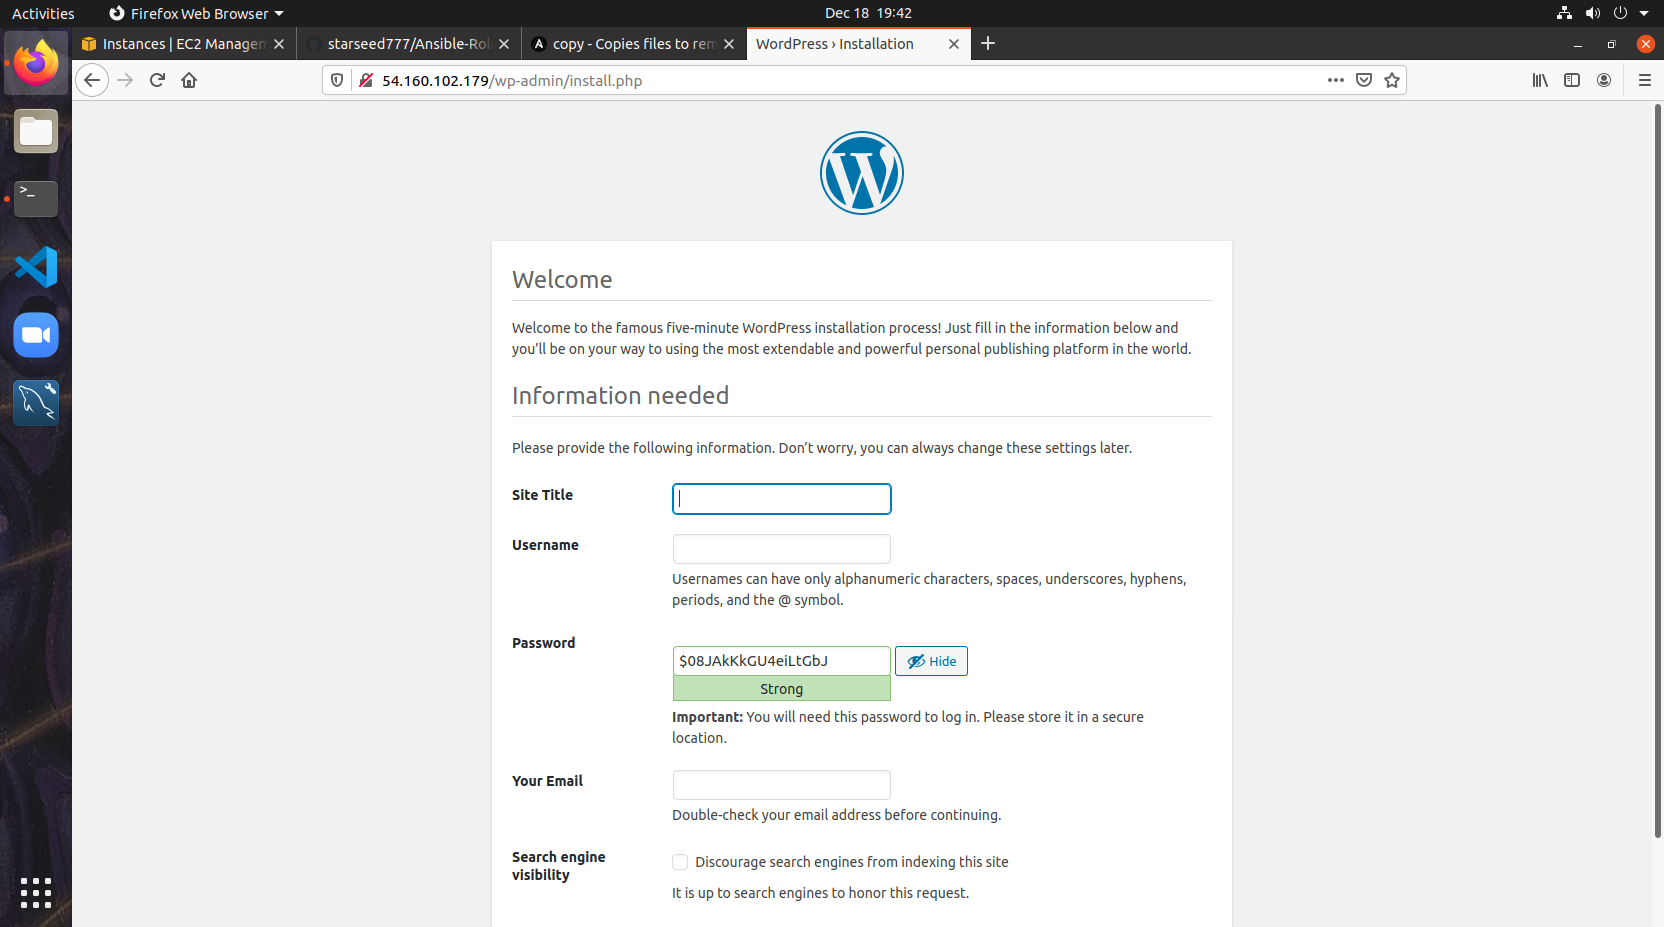 Activities
Firefox Web Browser
Dec 18 19:42
Instances | EC2 Managem
starseed777/Ansible-Rol
copy - Copies files to rem
WordPress › Installation
54.160.102.179/wp-admin/install.php
Welcome
Welcome to the famous five-minute WordPress installation process! Just fill in the information below and
you’ll be on your way to using the most extendable and powerful personal publishing platform in the world.
Information needed
Please provide the following information. Don’t worry, you can always change these settings later.
Site Title
Username
Usernames can have only alphanumeric characters, spaces, underscores, hyphens,
periods, and the @ symbol.
Password
$08JAkKkGU4eiLtGbJ
Hide
Strong
Important: You will need this password to log in. Please store it in a secure
location.
Your Email
Double-check your email address before continuing.
Search engine
visibility
Discourage search engines from indexing this site
It is up to search engines to honor this request.